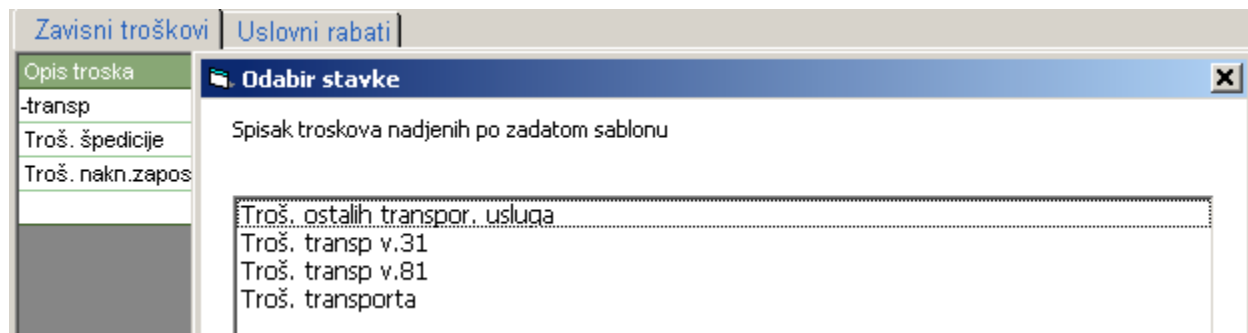 Zavisni troškovi Uslovni rabati
Opis troska
-transp
Troš. špedicije
Troš. nakn.zapos
Odabir stavke
Spisak troskova nadjenih po zadatom sablonu
Troš. ostalih transpor. usluga
Troš. transp v.31
Troš. transp v.81
Troš. transporta